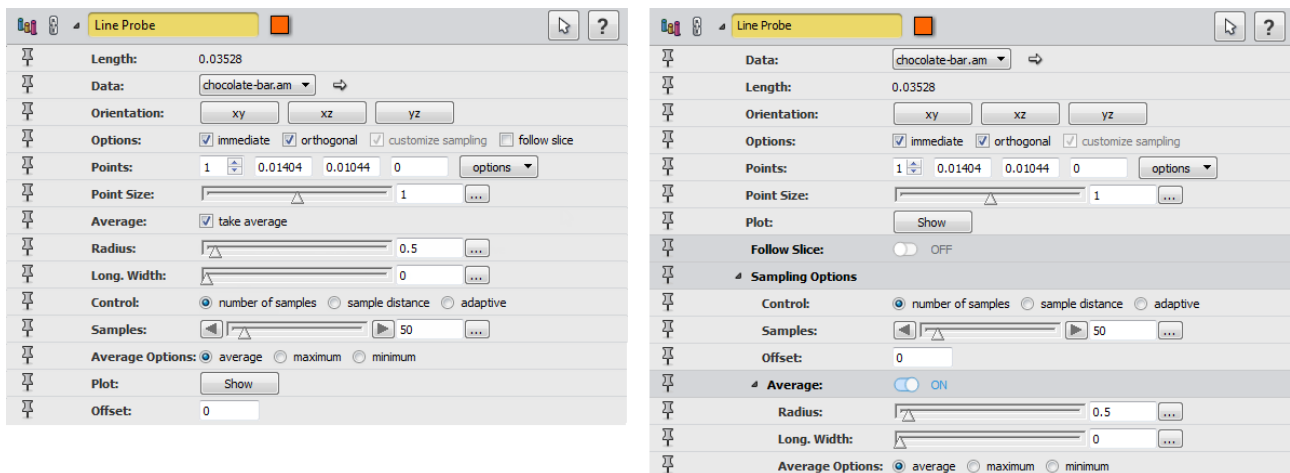 Line Probe ?
Length: 0.03528
Data: chocolate-bar.am
Orientation: xy xz yz
Options: immediate orthogonal customize sampling follow slice
Points: 1 0.01404 0.01044 0 options
Point Size: 1 ...
Average: take average
Radius: 0.5 ...
Long. Width: 0 ...
Control: number of samples sample distance adaptive
Samples: 50 ...
Average Options: average maximum minimum
Plot: Show
Offset: 0
Line Probe ?
Data: chocolate-bar.am
Length: 0.03528
Orientation: xy xz yz
Options: immediate orthogonal customize sampling
Points: 1 0.01404 0.01044 0 options
Point Size: 1 ...
Plot: Show
Follow Slice: OFF
Sampling Options
Control: number of samples sample distance adaptive
Samples: 50 ...
Offset: 0
Average: ON
Radius: 0.5 ...
Long. Width: 0 ...
Average Options: average maximum minimum